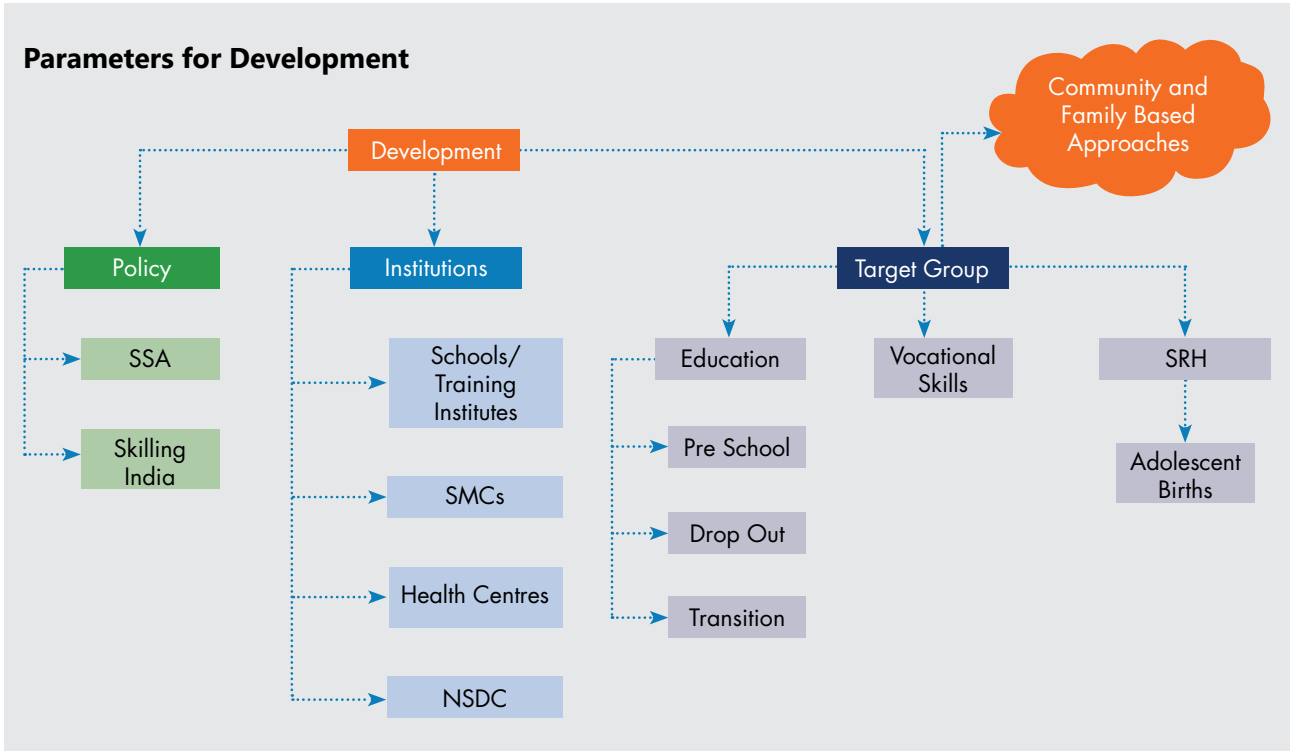 Parameters for Development
Community and
Family Based
Approaches
Development
Policy
Institutions
Target Group
SSA
Skilling
India
Schools/
Training
Institutes
SMCs
Health Centres
NSDC
Education
Pre School
Drop Out
Transition
Vocational
Skills
SRH
Adolescent
Births